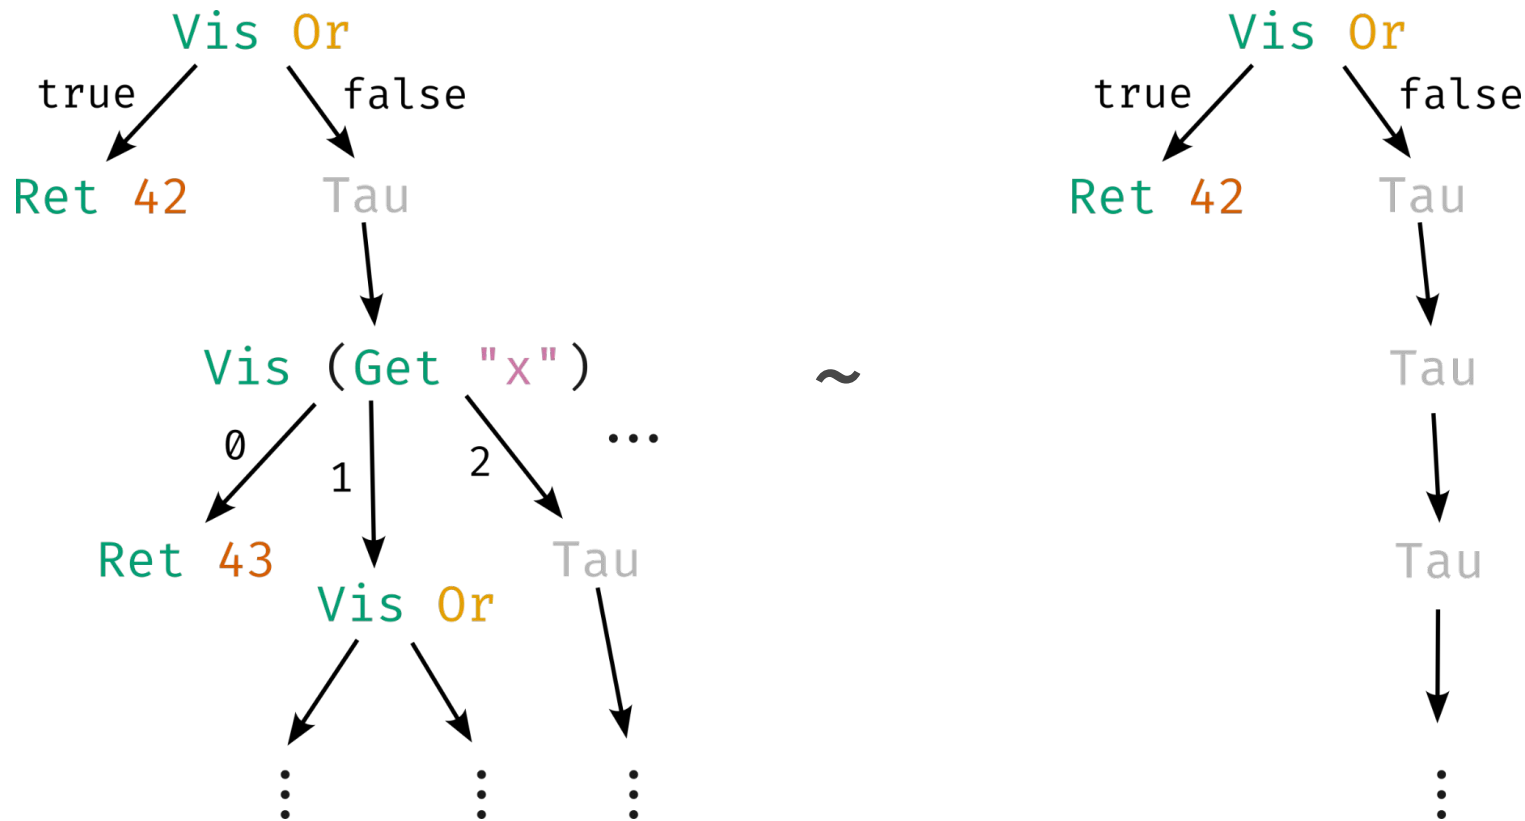 Vis Or Vis Or
true false true false
Ret 42 Tau Ret 42 Tau
Vis (Get "x") ~ Tau
0 1 2 ...
Ret 43 Tau Tau
Vis Or